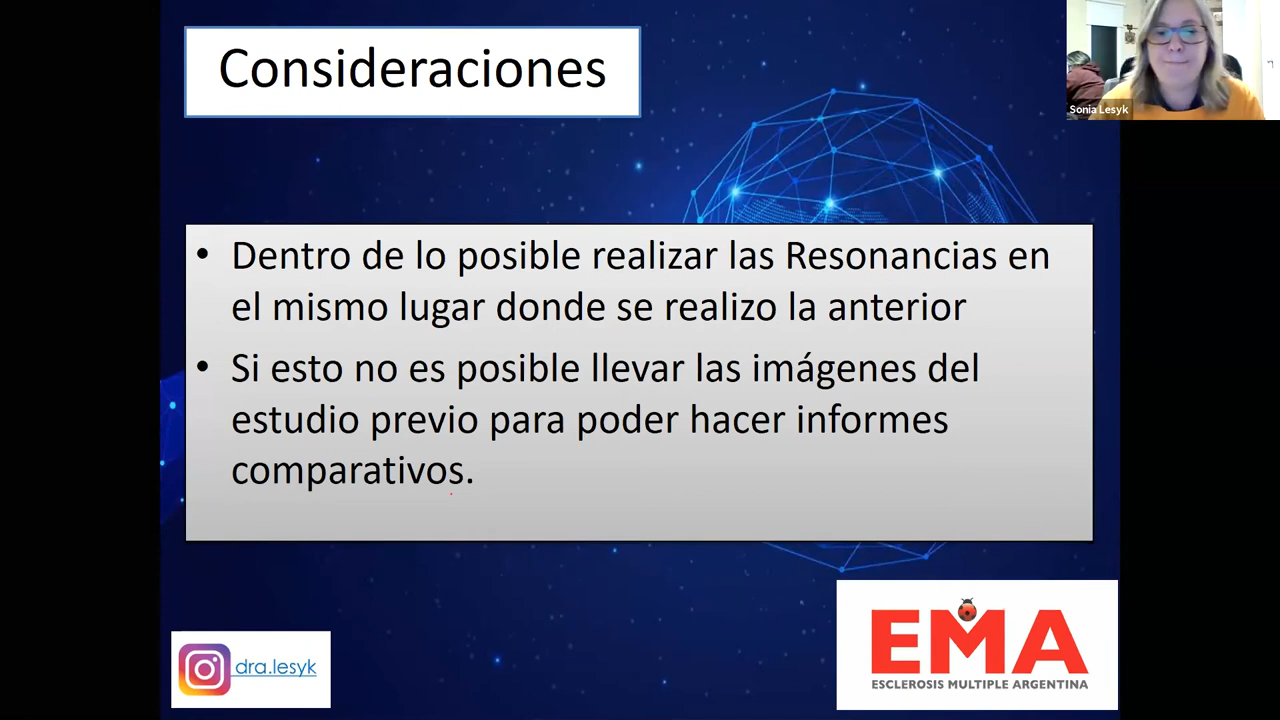 Consideraciones
Sonia Lesyk
• Dentro de lo posible realizar las Resonancias en
el mismo lugar donde se realizo la anterior
• Si esto no es posible llevar las imágenes del
estudio previo para poder hacer informes
comparativos.
dra.lesyk
EMA
ESCLEROSIS MULTIPLE ARGENTINA